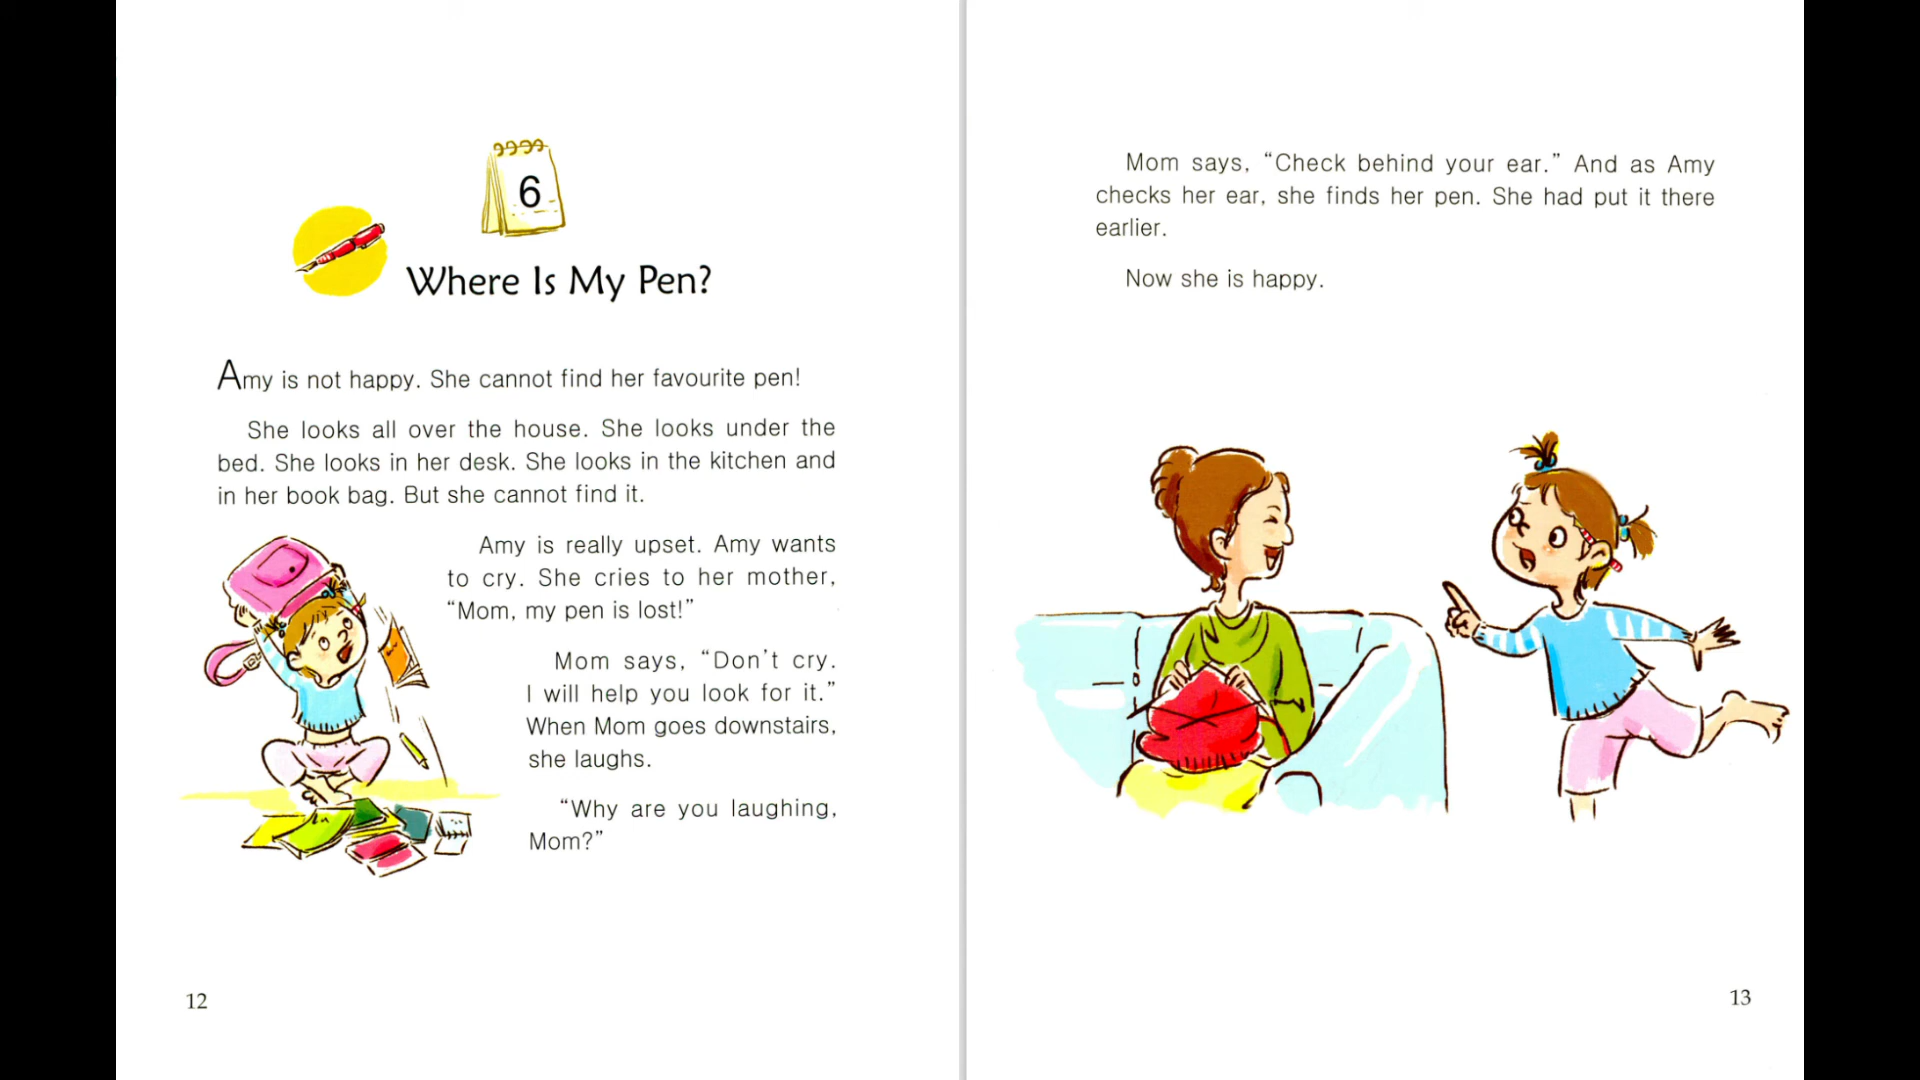 6
Where Is My Pen?
Amy is not happy. She cannot find her favourite pen!
She looks all over the house. She looks under the
bed. She looks in her desk. She looks in the kitchen and
in her book bag. But she cannot find it.
Amy is really upset. Amy wants
to cry. She cries to her mother,
“Mom, my pen is lost!”
Mom says, “Don't cry.
I will help you look for it.”
When Mom goes downstairs,
she laughs.
“Why are you laughing,
Mom?”
12
Mom says, “Check behind your ear.” And as Amy
checks her ear, she finds her pen. She had put it there
earlier.
Now she is happy.
13